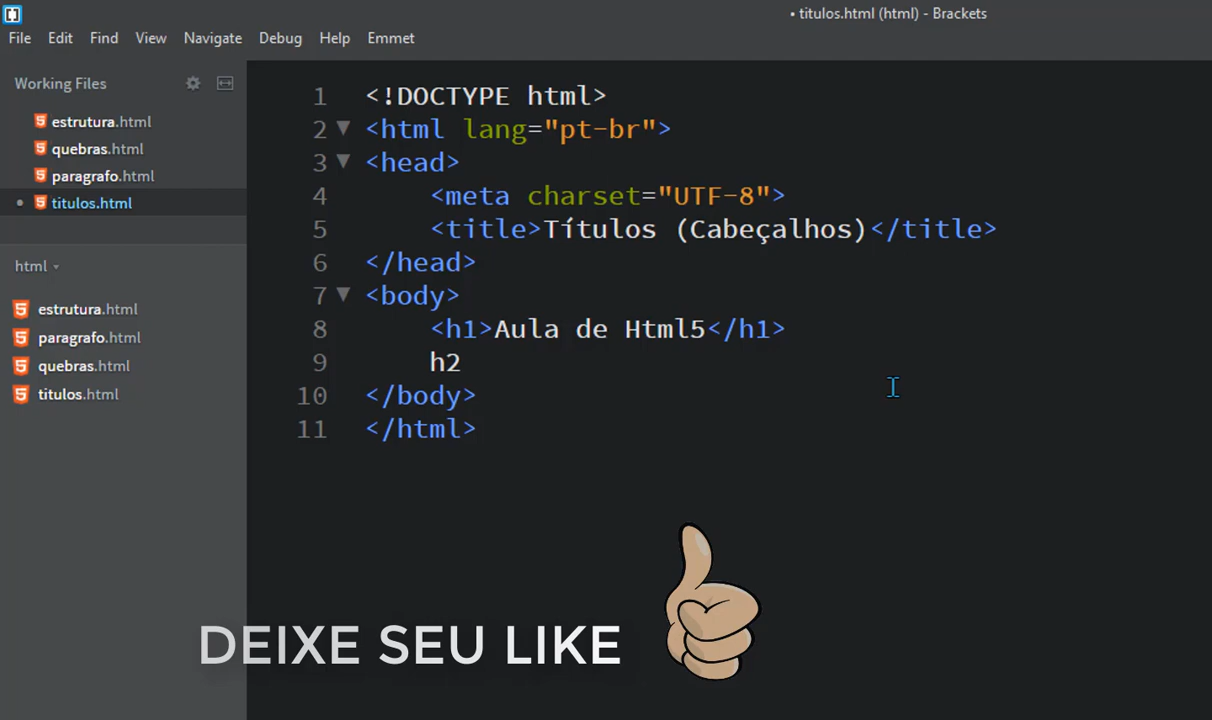 • titulos.html (html) - Brackets
File Edit Find View Navigate Debug Help Emmet
Working Files
estrutura.html
quebras.html
paragrafo.html
• titulos.html
html
estrutura.html
paragrafo.html
quebras.html
titulos.html
1 <!DOCTYPE html>
2 <html lang="pt-br">
3 <head>
4 <meta charset="UTF-8">
5 <title>Títulos (Cabeçalhos)</title>
6 </head>
7 <body>
8 <h1>Aula de Html5</h1>
9 h2
10 </body>
11 </html>
DEIXE SEU LIKE